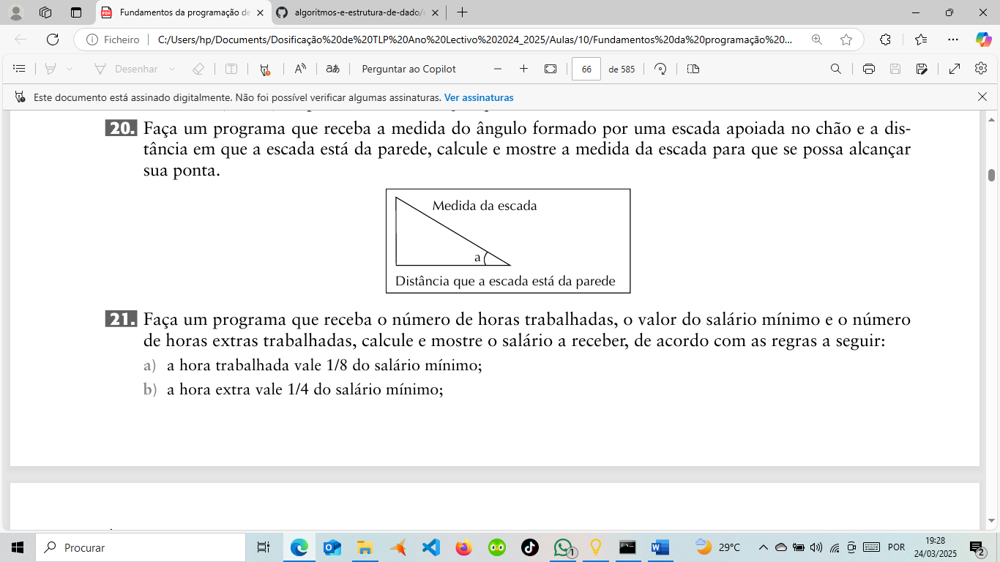 Fundamentos da programação de
algoritmos-e-estrutura-de-dado/
Ficheiro
C:/Users/hp/Documents/Dosificação%20de%20TLP%20Ano%20Lectivo%202024_2025/Aulas/10/Fundamentos%20da%20programação%20...
Desenhar
Perguntar ao Copilot
66
de 585
Este documento está assinado digitalmente. Não foi possível verificar algumas assinaturas. Ver assinaturas
20. Faça um programa que receba a medida do ângulo formado por uma escada apoiada no chão e a dis-
tância em que a escada está da parede, calcule e mostre a medida da escada para que se possa alcançar
sua ponta.
Medida da escada
a
Distância que a escada está da parede
21. Faça um programa que receba o número de horas trabalhadas, o valor do salário mínimo e o número
de horas extras trabalhadas, calcule e mostre o salário a receber, de acordo com as regras a seguir:
a) a hora trabalhada vale 1/8 do salário mínimo;
b) a hora extra vale 1/4 do salário mínimo;
Procurar
1
29°C
POR
19:28
24/03/2025
2